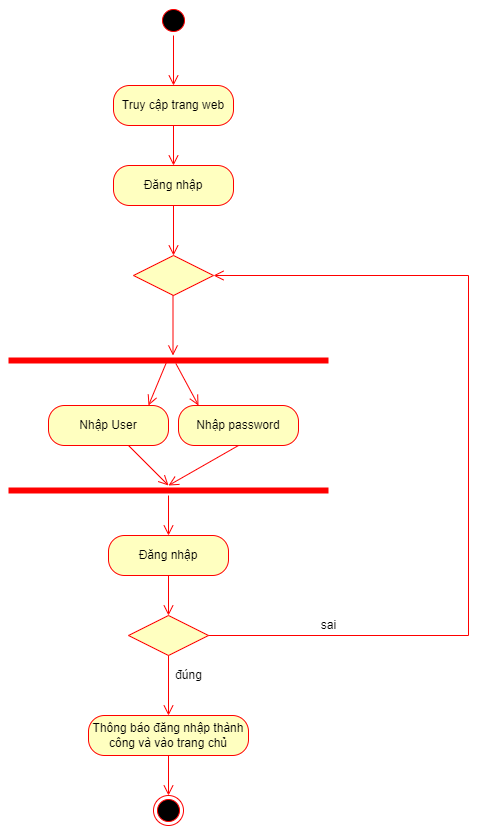 Truy cập trang web
Đăng nhập
Nhập User
Nhập password
Đăng nhập
sai
đúng
Thông báo đăng nhập thành
công và vào trang chủ